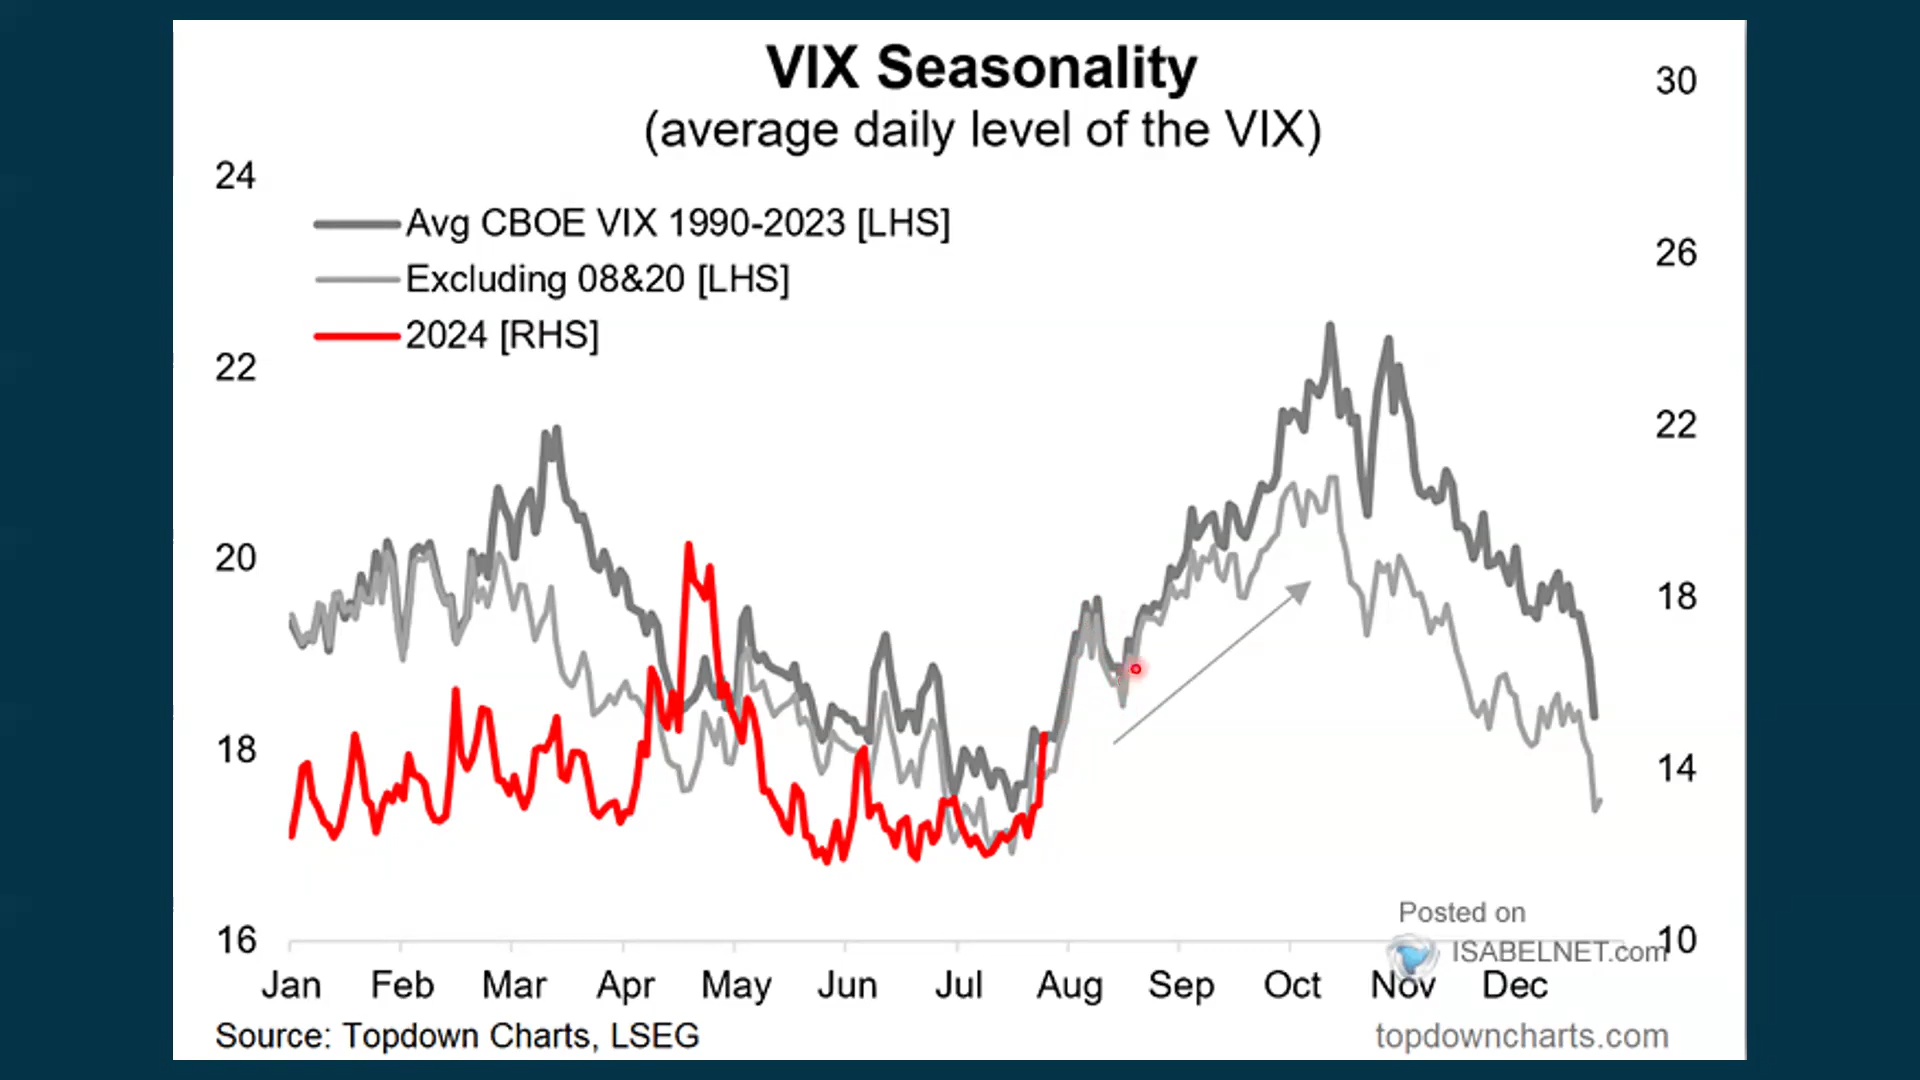 VIX Seasonality
(average daily level of the VIX)
30
24
Avg CBOE VIX 1990-2023 [LHS]
26
Excluding 08&20 [LHS]
2024 [RHS]
22
22
20
18
18
14
Posted on
16
ISABELNET.com
10
Jan Feb Mar Apr May Jun Jul Aug Sep Oct Nov Dec
Source: Topdown Charts, LSEG
topdowncharts.com